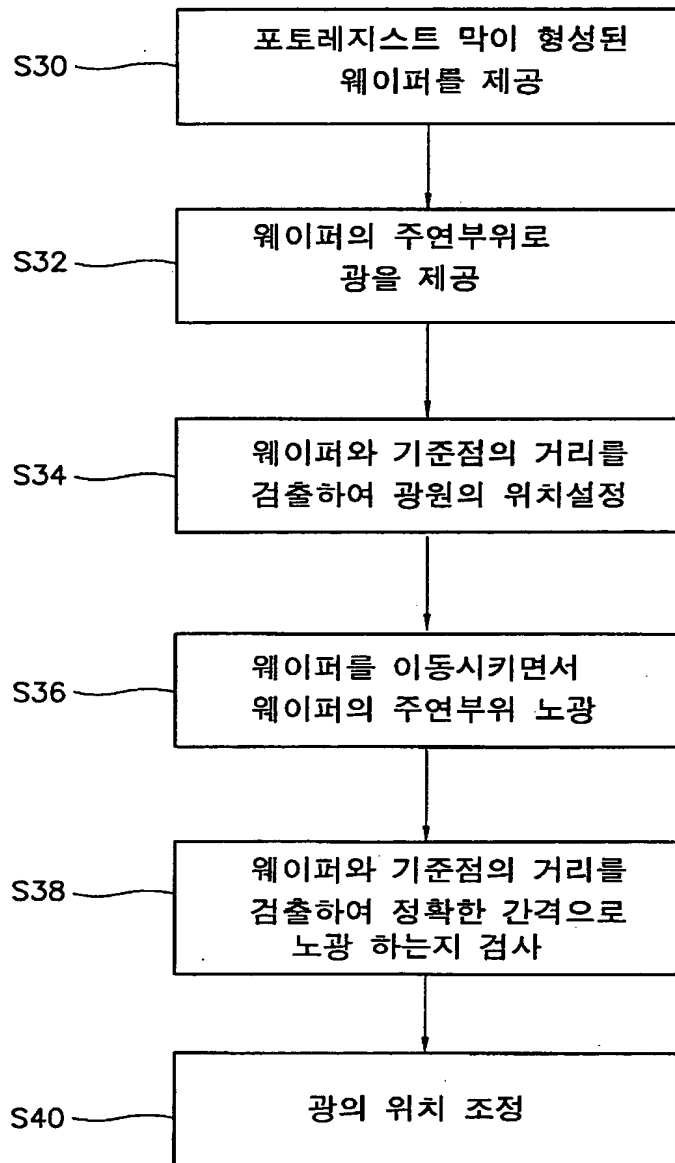 S30
포토레지스트 막이 형성된
웨이퍼를 제공
S32
웨이퍼의 주연부위로
광을 제공
S34
웨이퍼와 기준점의 거리를
검출하여 광원의 위치설정
S36
웨이퍼를 이동시키면서
웨이퍼의 주연부위 노광
S38
웨이퍼와 기준점의 거리를
검출하여 정확한 간격으로
노광 하는지 검사
S40
광의 위치 조정